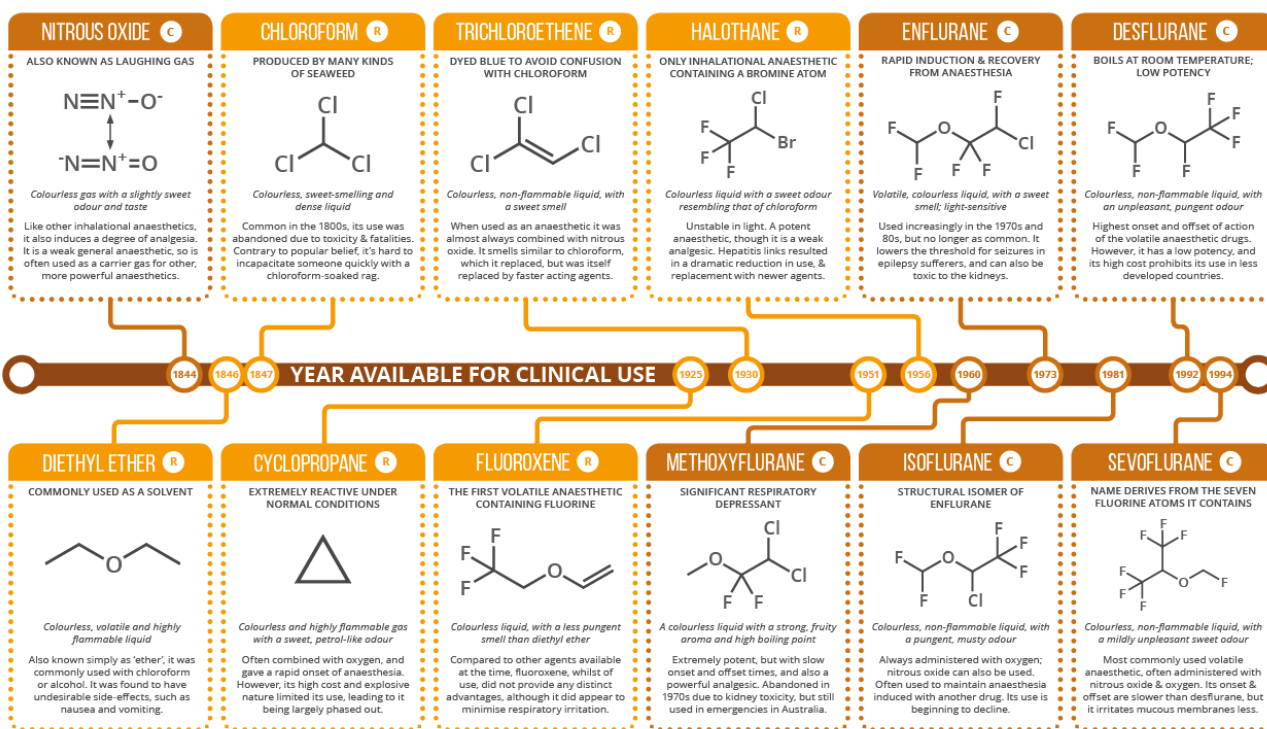 NITROUS OXIDE C
ALSO KNOWN AS LAUGHING GAS
N≡N⁺–O⁻
⁻N=N⁺=O
Colourless gas with a slightly sweet
odour and taste
Like other inhalational anaesthetics,
it also induces a degree of analgesia.
It is a weak general anaesthetic, so is
often used as a carrier gas for other,
more powerful anaesthetics.
CHLOROFORM R
PRODUCED BY MANY KINDS
OF SEAWEED
Cl
Cl Cl
Colourless, sweet-smelling and
dense liquid
Common in the 1800s, its use was
abandoned due to toxicity & fatalities.
Contrary to popular belief, it's hard to
incapacitate someone quickly with a
chloroform-soaked rag.
TRICHLOROETHENE R
DYED BLUE TO AVOID CONFUSION
WITH CHLOROFORM
Cl
Cl
Cl
Colourless, non-flammable liquid, with
a sweet smell
When used as an anaesthetic it was
almost always combined with nitrous
oxide. It smells similar to chloroform,
which it replaced, but was itself
replaced by faster acting agents.
HALOTHANE R
ONLY INHALATIONAL ANAESTHETIC
CONTAINING A BROMINE ATOM
Cl
F
F Br
F
Colourless liquid with a sweet odour
resembling that of chloroform
Unstable in light. A potent
anaesthetic, though it is a weak
analgesic. Hepatitis links resulted
in a dramatic reduction in use, &
replacement with newer agents.
ENFLURANE C
RAPID INDUCTION & RECOVERY
FROM ANAESTHESIA
F
F O
Cl
F F F
Volatile, colourless liquid, with a sweet
smell; light-sensitive
Used increasingly in the 1970s and
80s, but no longer as common. It
lowers the threshold for seizures in
epilepsy sufferers, and can also be
toxic to the kidneys.
DESFLURANE C
BOILS AT ROOM TEMPERATURE;
LOW POTENCY
F
F O F
F
F F
Colourless, non-flammable liquid, with
an unpleasant, pungent odour
Highest onset and offset of action
of the volatile anaesthetic drugs.
However, it has a low potency, and
its high cost prohibits its use in less
developed countries.
1844 1846 1847 YEAR AVAILABLE FOR CLINICAL USE 1925 1930 1951 1956 1960 1973 1981 1992 1994
DIETHYL ETHER R
COMMONLY USED AS A SOLVENT
O
Colourless, volatile and highly
flammable liquid
Also known simply as 'ether', it was
commonly used with chloroform
or alcohol. It was found to have
undesirable side-effects, such as
nausea and vomiting.
CYCLOPROPANE R
EXTREMELY REACTIVE UNDER
NORMAL CONDITIONS
Colourless and highly flammable gas
with a sweet, petrol-like odour
Often combined with oxygen, and
gave a rapid onset of anaesthesia.
However, its high cost and explosive
nature limited its use, leading to it
being largely phased out.
FLUOROXENE R
THE FIRST VOLATILE ANAESTHETIC
CONTAINING FLUORINE
F
F
O
F
Colourless liquid, with a less pungent
smell than diethyl ether
Compared to other agents available
at the time, fluoroxene, whilst of
use, did not provide any distinct
advantages, although it did appear to
minimise respiratory irritation.
METHOXYFLURANE C
SIGNIFICANT RESPIRATORY
DEPRESSANT
Cl
O
Cl
F F
A colourless liquid with a strong, fruity
aroma and high boiling point
Extremely potent, but with slow
onset and offset times, and also a
powerful analgesic. Abandoned in
1970s due to kidney toxicity, but still
used in emergencies in Australia.
ISOFLURANE C
STRUCTURAL ISOMER OF
ENFLURANE
F
F O F
F
F Cl
Colourless, non-flammable liquid, with
a pungent, musty odour
Always administered with oxygen;
nitrous oxide can also be used.
Often used to maintain anaesthesia
induced with another drug. Its use is
beginning to decline.
SEVOFLURANE C
NAME DERIVES FROM THE SEVEN
FLUORINE ATOMS IT CONTAINS
F
F F
F O F
F
F
Colourless, non-flammable liquid, with
a mildly unpleasant sweet odour
Most commonly used volatile
anaesthetic, often administered with
nitrous oxide & oxygen. Its onset &
offset are slower than desflurane, but
it irritates mucous membranes less.